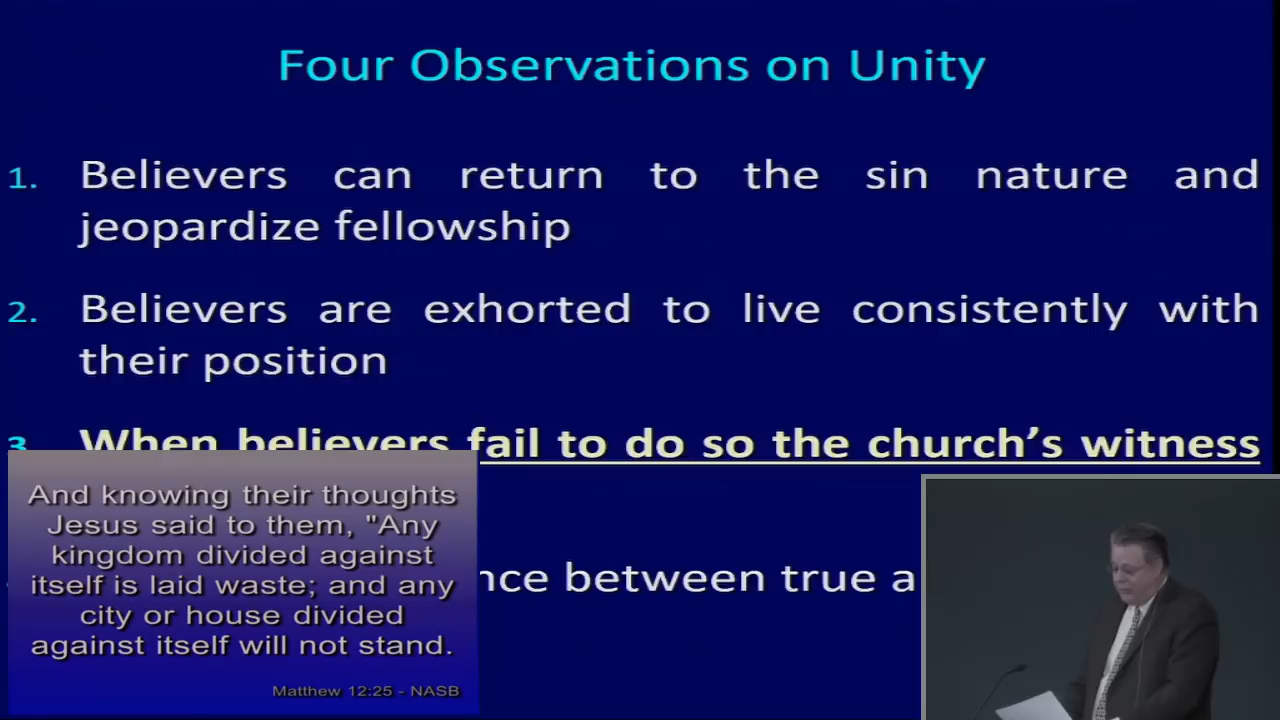 Four Observations on Unity
1. Believers can return to the sin nature and
jeopardize fellowship
2. Believers are exhorted to live consistently with
their position
3. When believers fail to do so the church's witness
between true
And knowing their thoughts
Jesus said to them, "Any
kingdom divided against
itself is laid waste; and any
city or house divided
against itself will not stand.
Matthew 12:25 - NASB